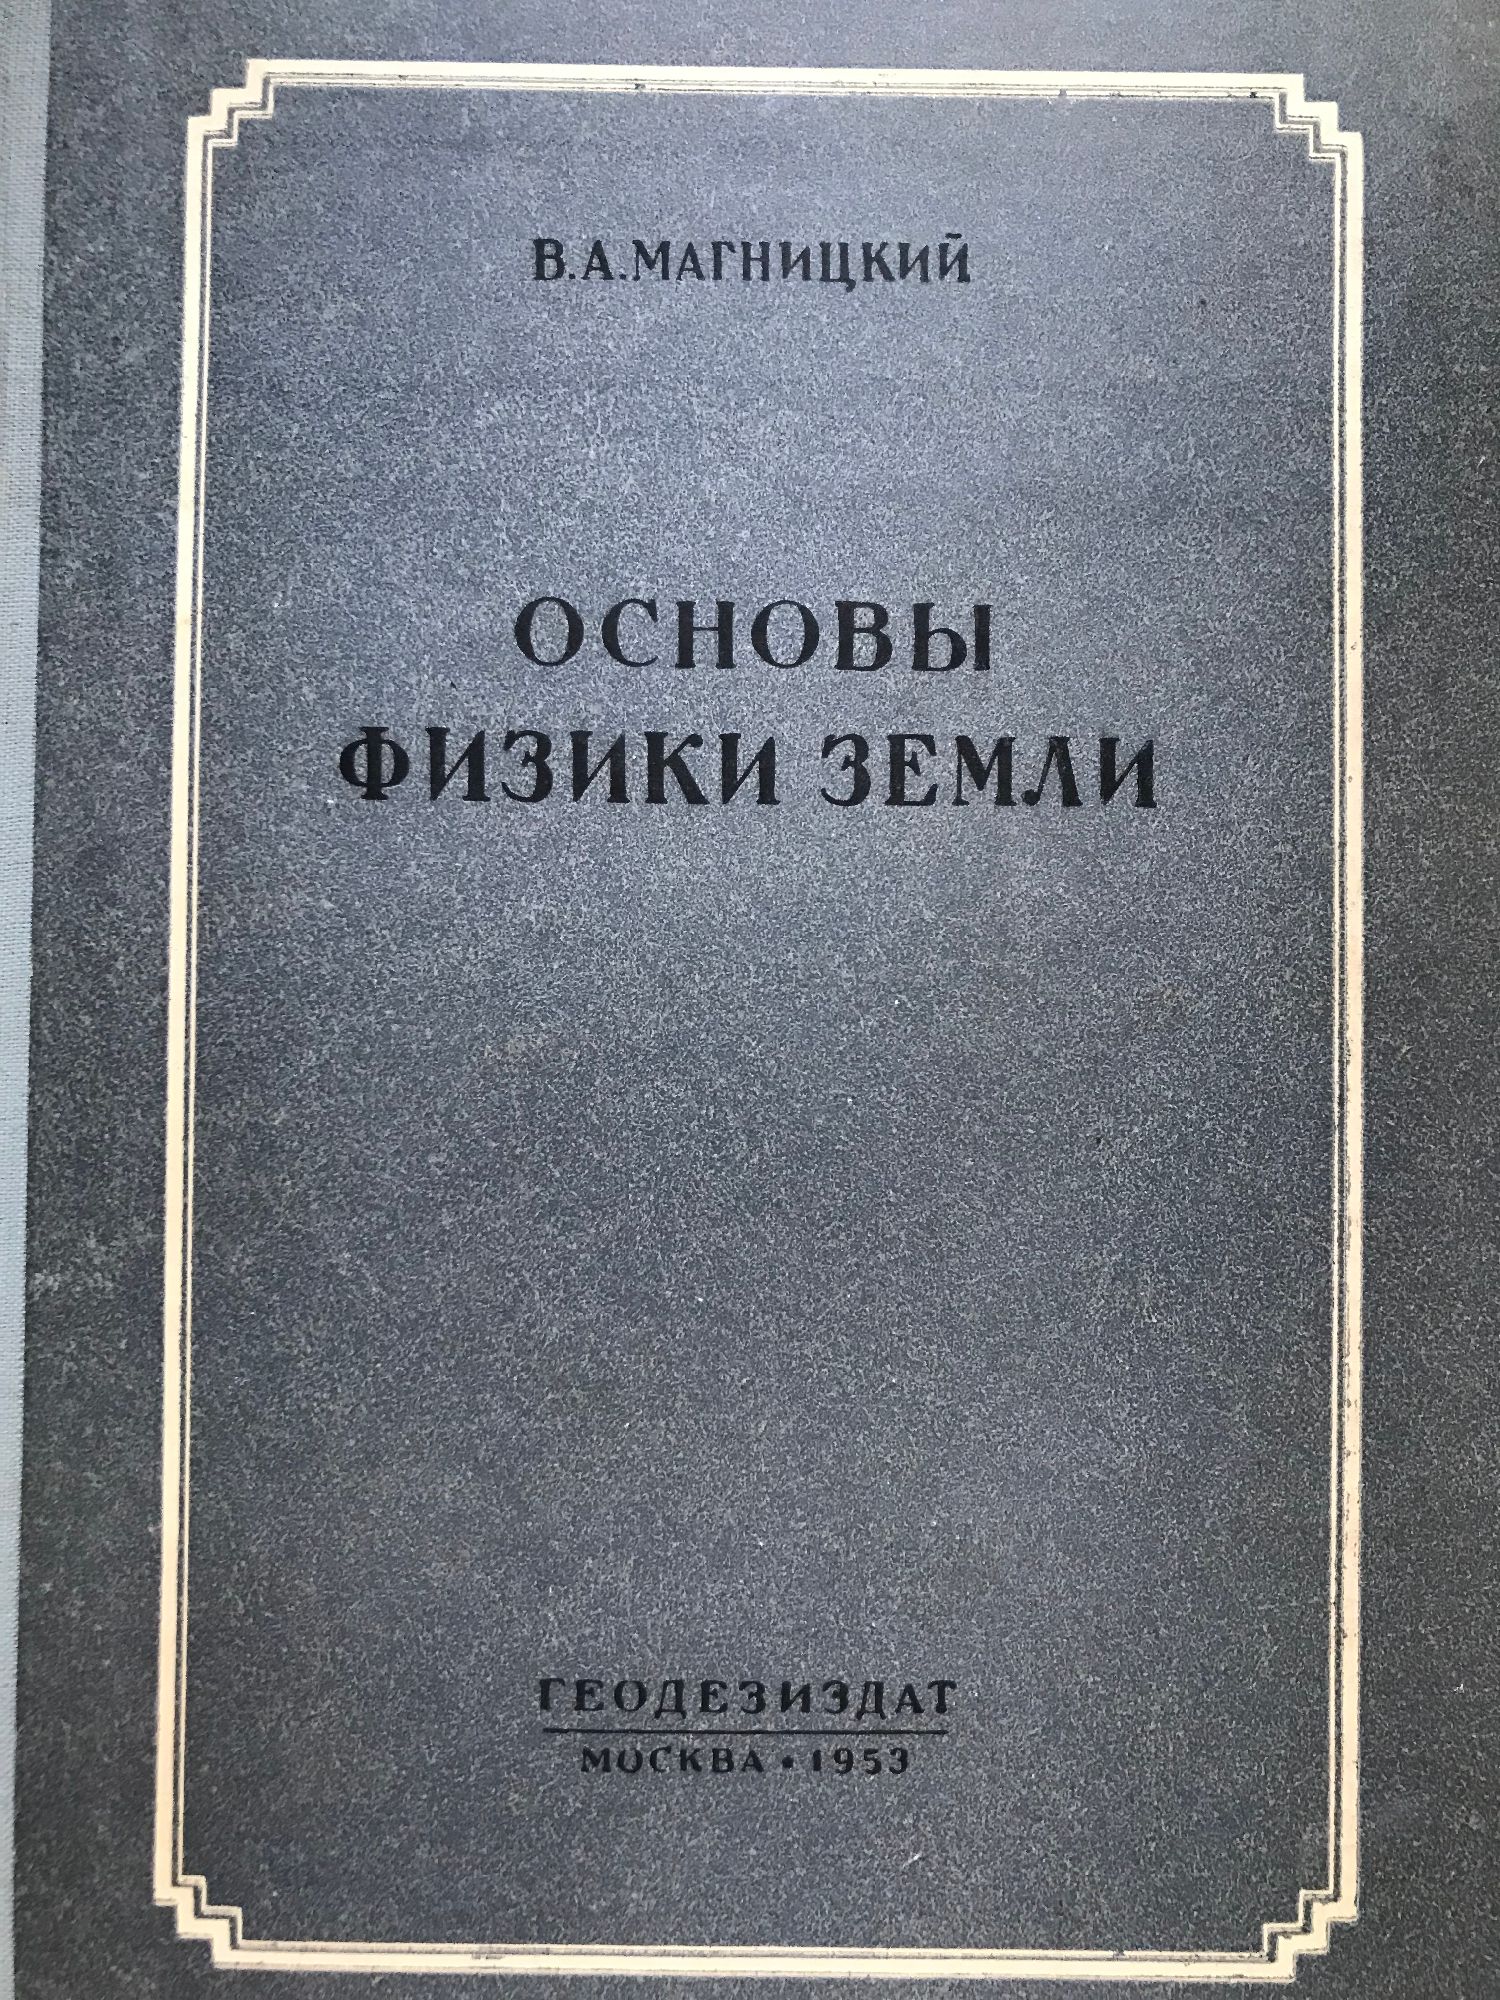 В.А.МАГНИЦКИЙ
ОСНОВЫ
ФИЗИКИ ЗЕМЛИ
ГЕОДЕЗИЗДАТ
МОСКВА • 1953